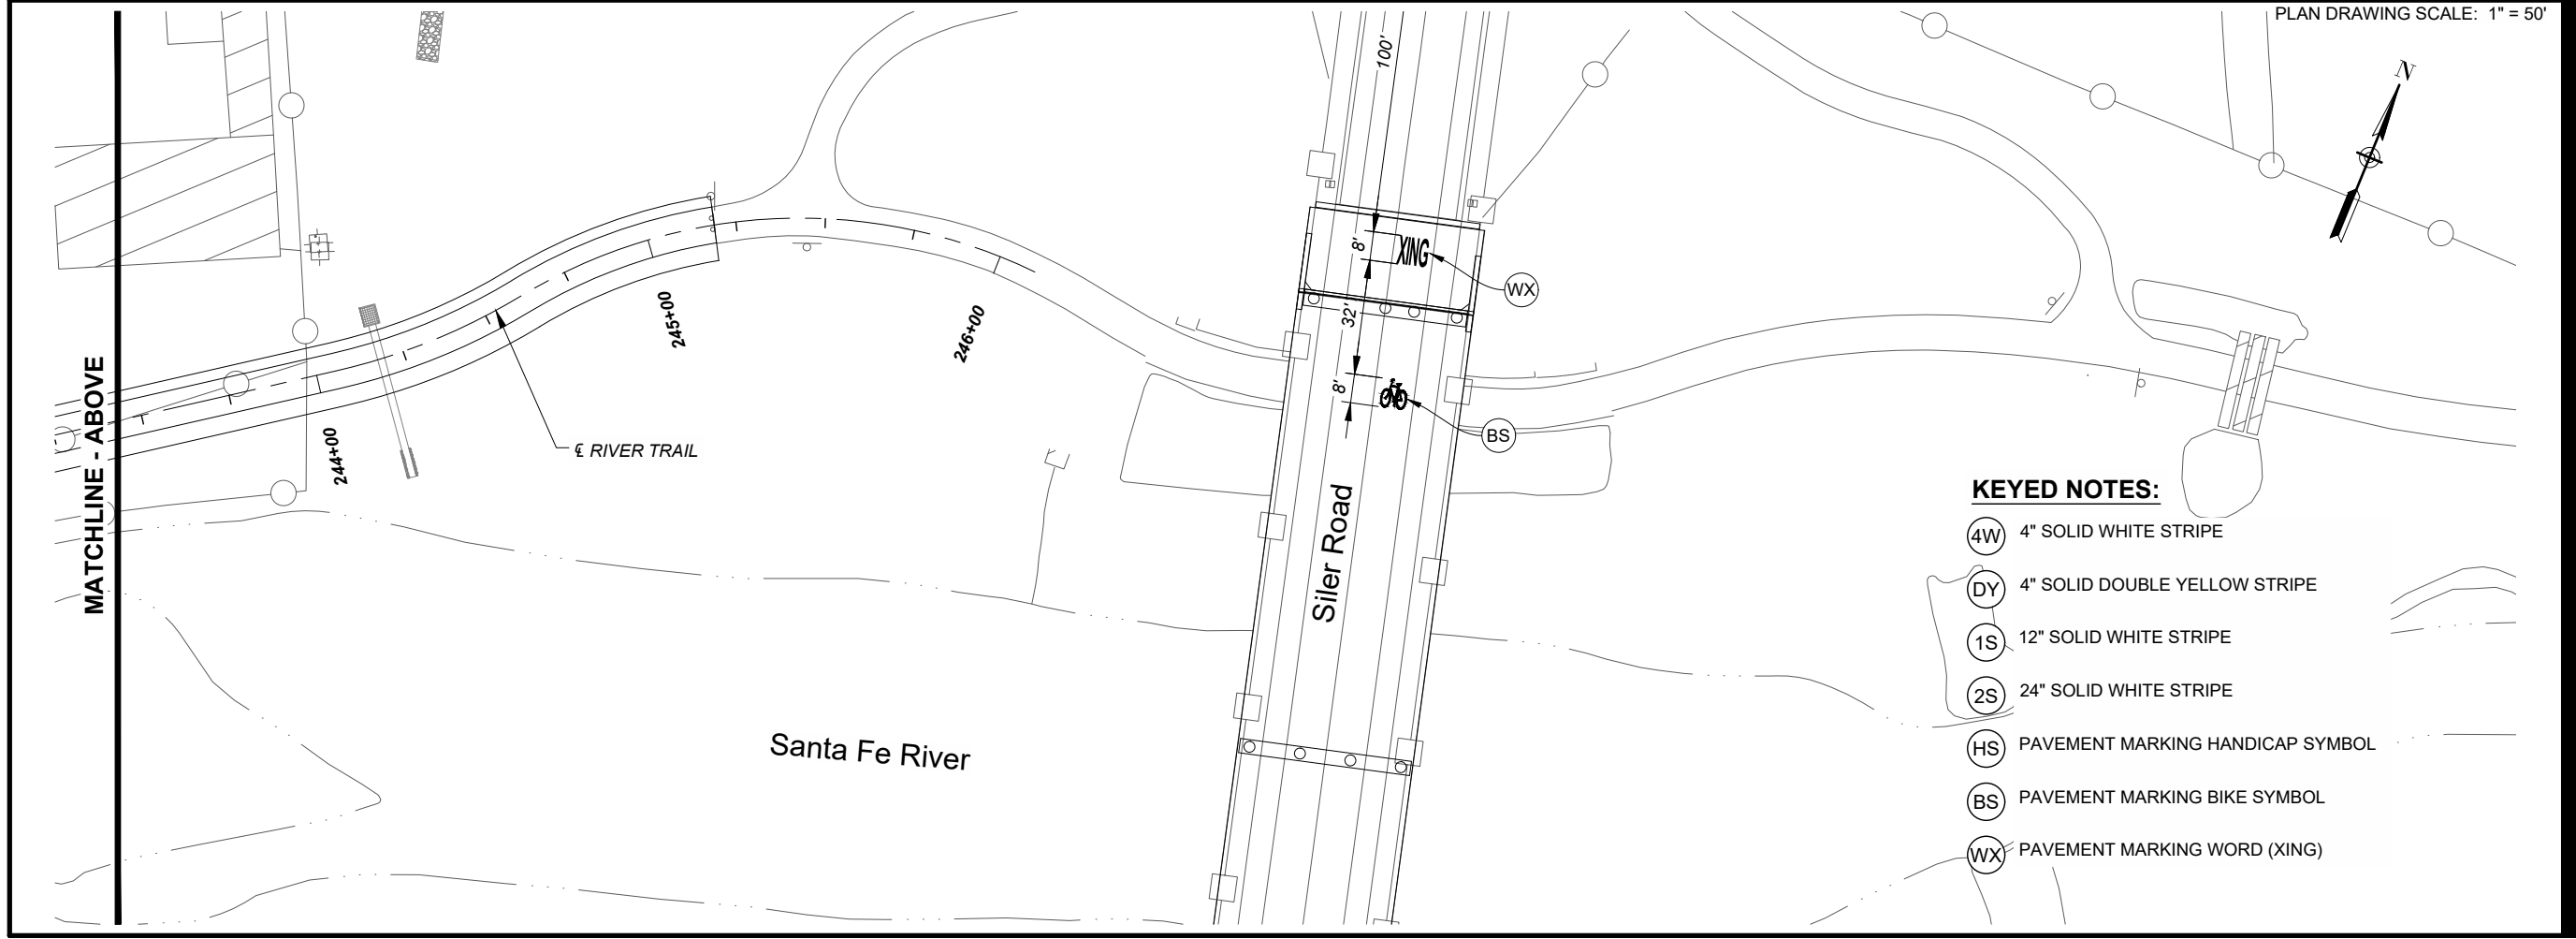 PLAN DRAWING SCALE: 1" = 50'
N
100'
8'
XING
WX
32'
8'
BS
MATCHLINE - ABOVE
244+00
245+00
246+00
℄ RIVER TRAIL
Siler Road
Santa Fe River
KEYED NOTES:
4W 4" SOLID WHITE STRIPE
DY 4" SOLID DOUBLE YELLOW STRIPE
1S 12" SOLID WHITE STRIPE
2S 24" SOLID WHITE STRIPE
HS PAVEMENT MARKING HANDICAP SYMBOL
BS PAVEMENT MARKING BIKE SYMBOL
WX PAVEMENT MARKING WORD (XING)